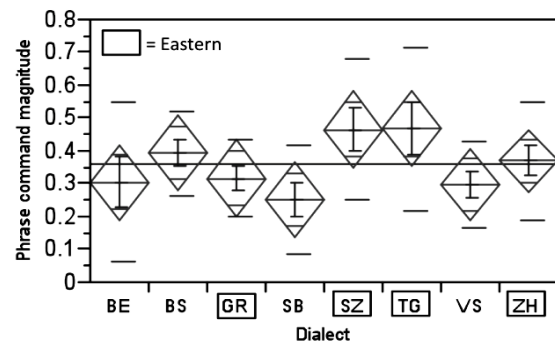 0.8
= Eastern
0.7
0.6
0.5
0.4
0.3
0.2
0.1
0
Phrase command magnitude
BE BS GR SB SZ TG VS ZH
Dialect